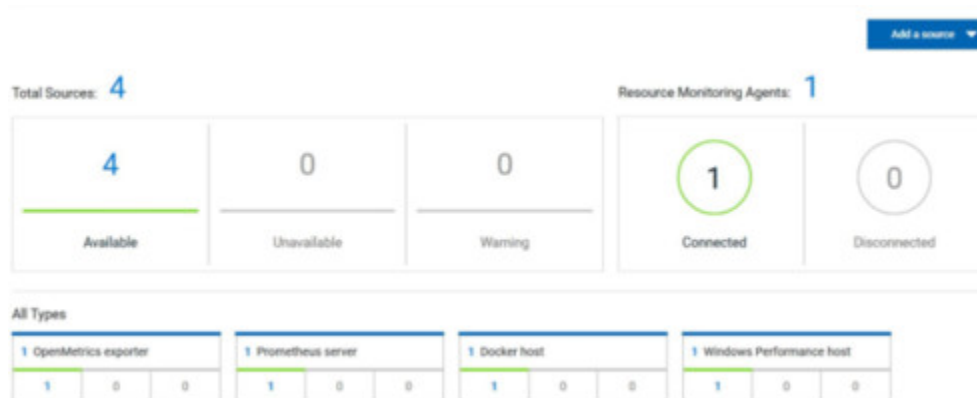 Add a source
Total Sources: 4
Resource Monitoring Agents: 1
4
0
0
1
0
Available
Unavailable
Warning
Connected
Disconnected
All Types
1 OpenMetrics exporter
1 Prometheus server
1 Docker host
1 Windows Performance host
1 0 0
1 0 0
1 0 0
1 0 0